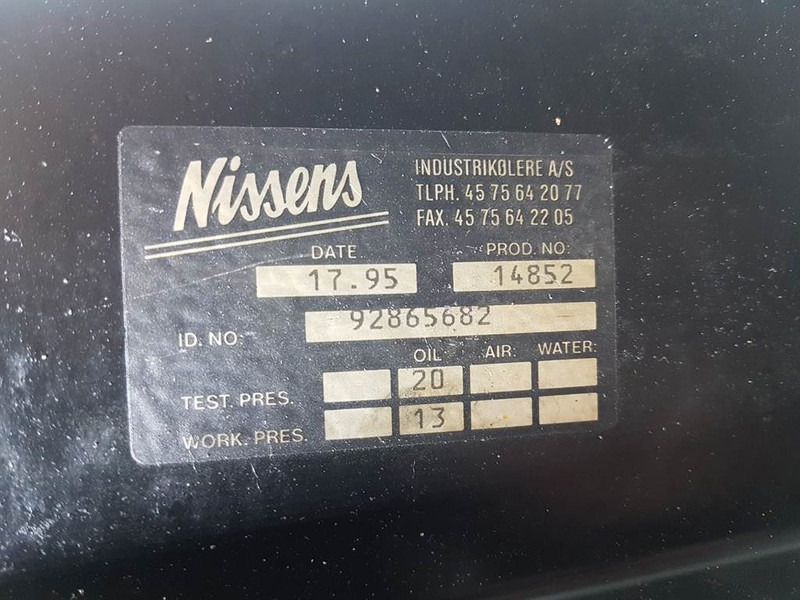 Nissens
INDUSTRIKØLERE A/S
TLPH. 45 75 64 20 77
FAX. 45 75 64 22 05
DATE PROD. NO:
17.95 14852
ID. NO: 92865682
OIL AIR: WATER:
TEST. PRES. 20
WORK. PRES. 13